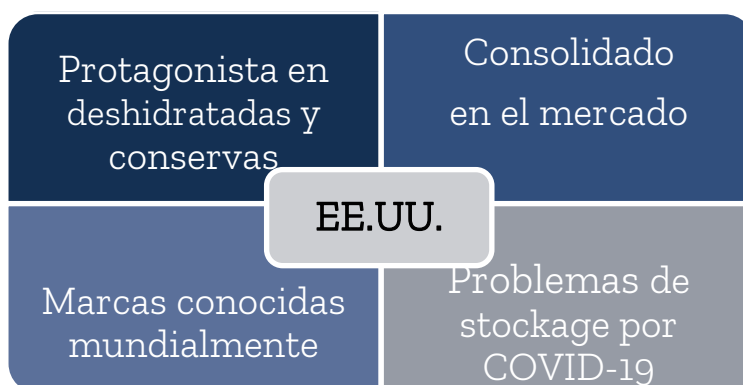 Protagonista en
deshidratadas y
conservas
Consolidado
en el mercado
EE.UU.
Marcas conocidas
mundialmente
Problemas de
stockage por
COVID-19